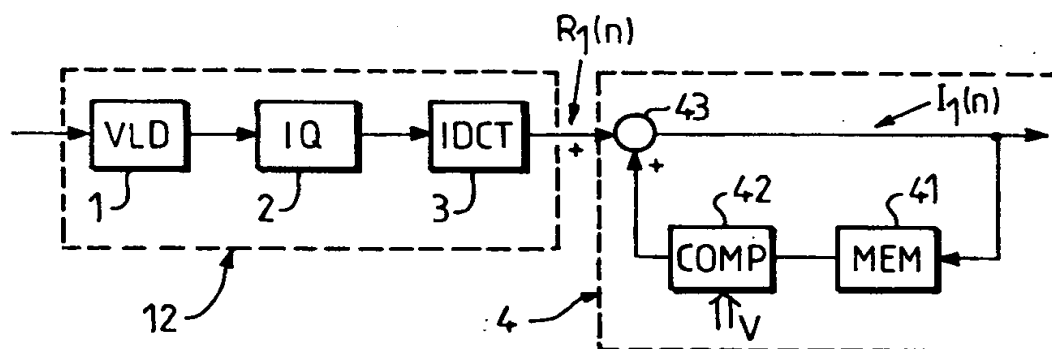 R1(n)
43
I1(n)
VLD
IQ
IDCT
+
+
1
2
3
42
41
COMP
MEM
12
4
V